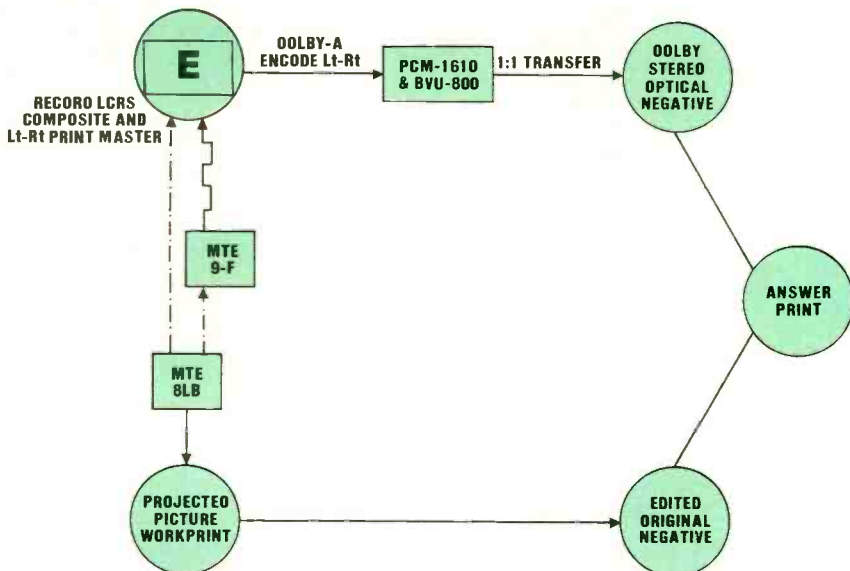 E
OOLBY-A
ENCODE Lt-Rt
PCM-1610
& BVU-800
1:1 TRANSFER
OOLBY
STEREO
OPTICAL
NEGATIVE
RECORD LCRS
COMPOSITE AND
Lt-Rt PRINT MASTER
MTE
9-F
ANSWER
PRINT
MTE
8LB
PROJECTEO
PICTURE
WORKPRINT
EDITED
ORIGINAL
NEGATIVE